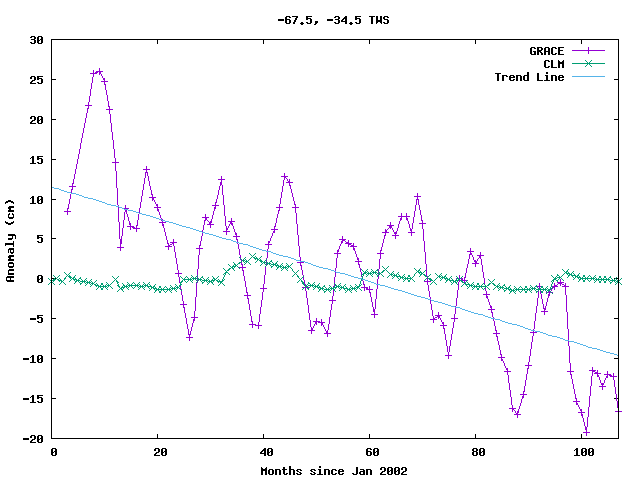 -67.5, -34.5 TWS
GRACE
CLM
Trend Line
30
25
20
15
10
5
0
-5
-10
-15
-20
Anomaly (cm)
0 20 40 60 80 100
Months since Jan 2002